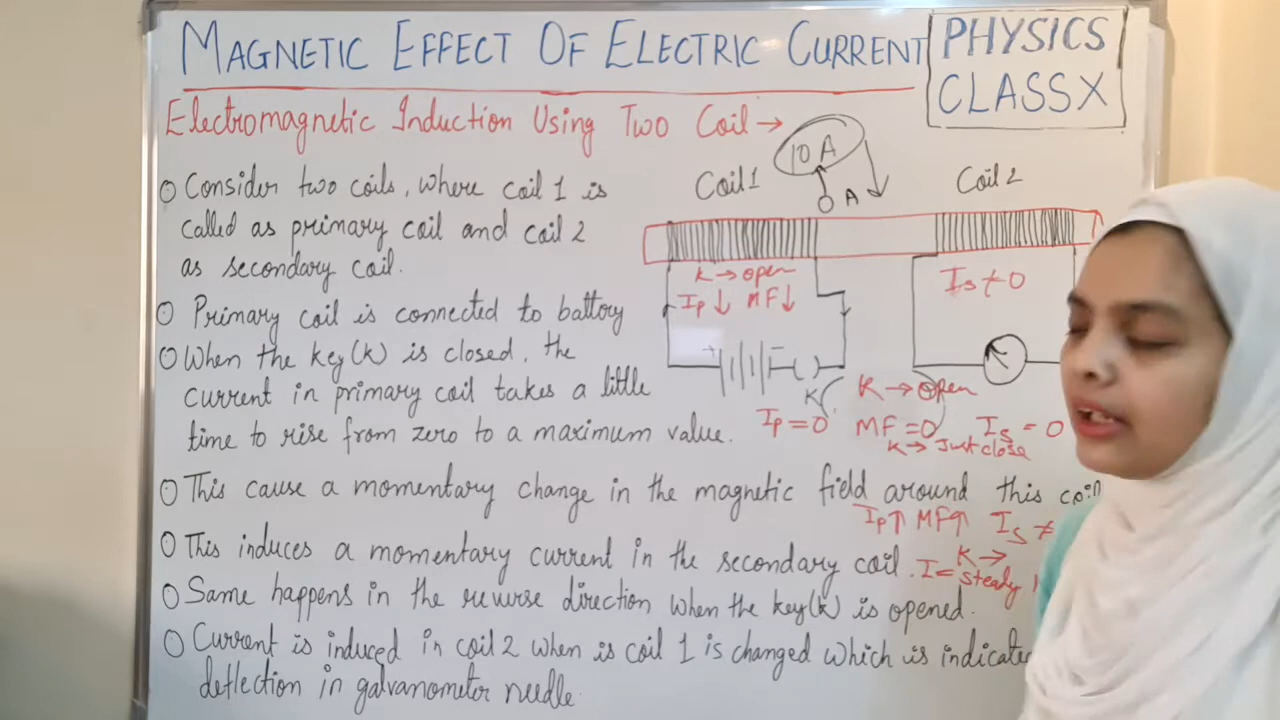 MAGNETIC EFFECT OF ELECTRIC CURRENT
PHYSICS
CLASS X
Electromagnetic Induction Using Two Coil →
10 A
0 A
Coil 1
Coil 2
○ Consider two coils, where coil 1 is
called as primary coil and coil 2
as secondary coil.
K → open
Ip ↓ MF ↓
Is ≠ 0
○ Primary coil is connected to battory
○ When the key(k) is closed, the
current in primary coil takes a little
time to rise from zero to a maximum value.
K
K → open
Ip = 0 MF = 0 Is = 0
K → Just close
○ This cause a momentary change in the magnetic field around this coil
Ip ↑ MF ↑ Is ≠
○ This induces a momentary current in the secondary coil.
K →
I = steady
○ Same happens in the reverse direction when the key(k) is opened.
○ Current is induced in coil 2 when is coil 1 is changed which is indicate
deflection in galvanometer needle.